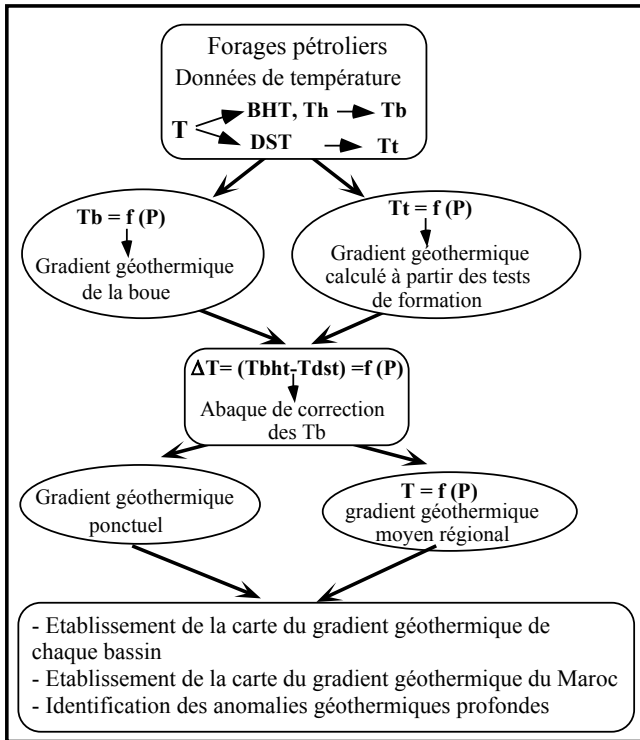 Forages pétroliers
Données de température
T
BHT, Th Tb
DST Tt
Tb = f (P)
Gradient géothermique
de la boue
Tt = f (P)
Gradient géothermique
calculé à partir des tests
de formation
ΔT= (Tbht-Tdst) =f (P)
Abaque de correction
des Tb
Gradient géothermique
ponctuel
T = f (P)
gradient géothermique
moyen régional
- Etablissement de la carte du gradient géothermique de
chaque bassin
- Etablissement de la carte du gradient géothermique du Maroc
- Identification des anomalies géothermiques profondes